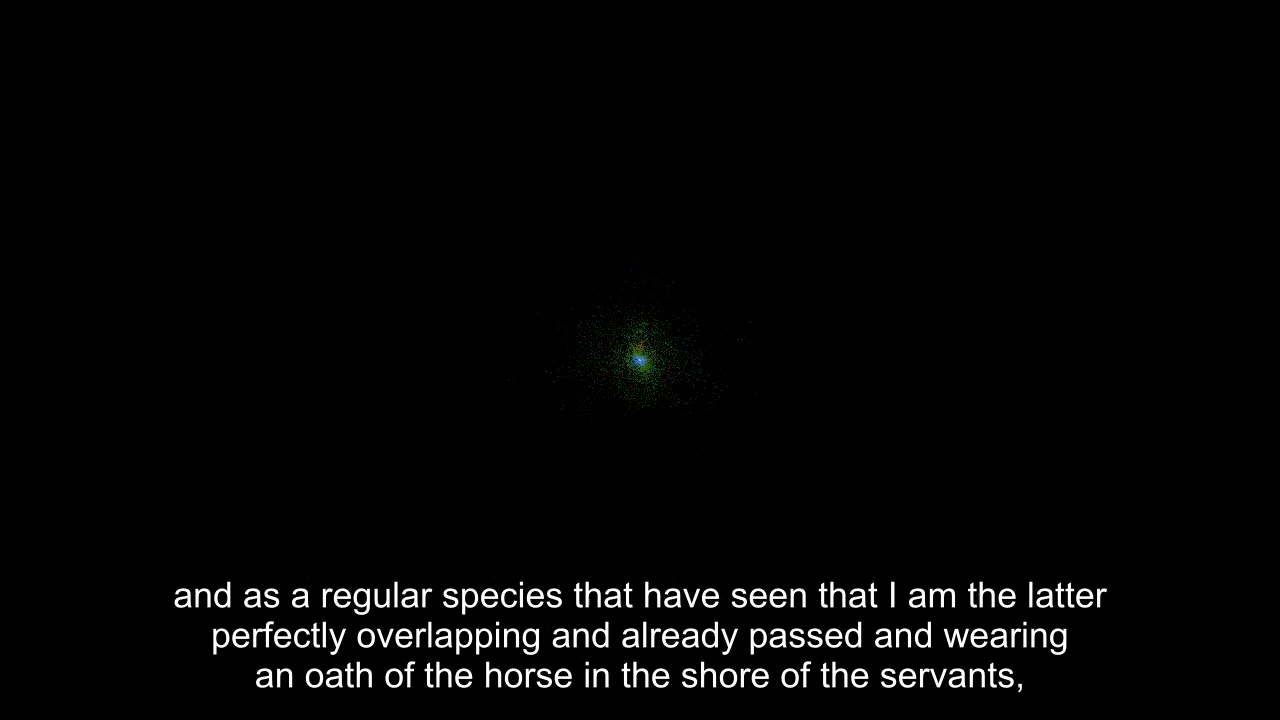 and as a regular species that have seen that I am the latter
perfectly overlapping and already passed and wearing
an oath of the horse in the shore of the servants,